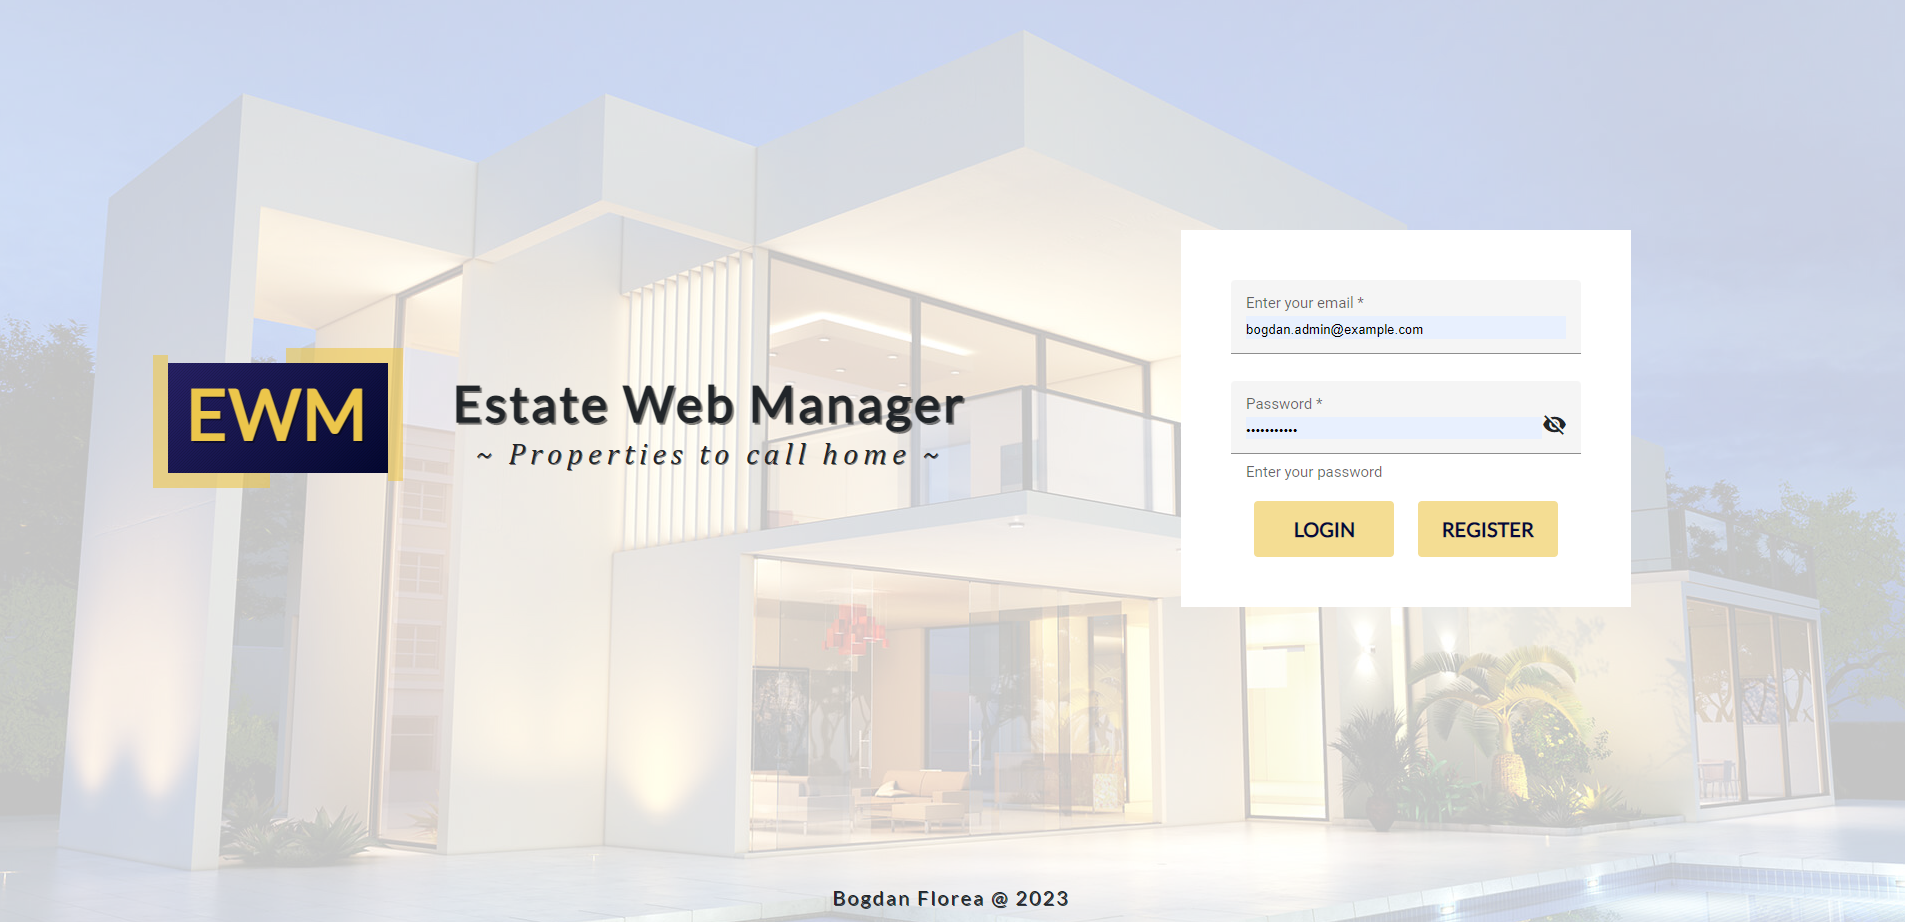 EWM
Estate Web Manager
~ Properties to call home ~
Enter your email *
bogdan.admin@example.com
Password *
•••••••••••
Enter your password
LOGIN
REGISTER
Bogdan Florea @ 2023